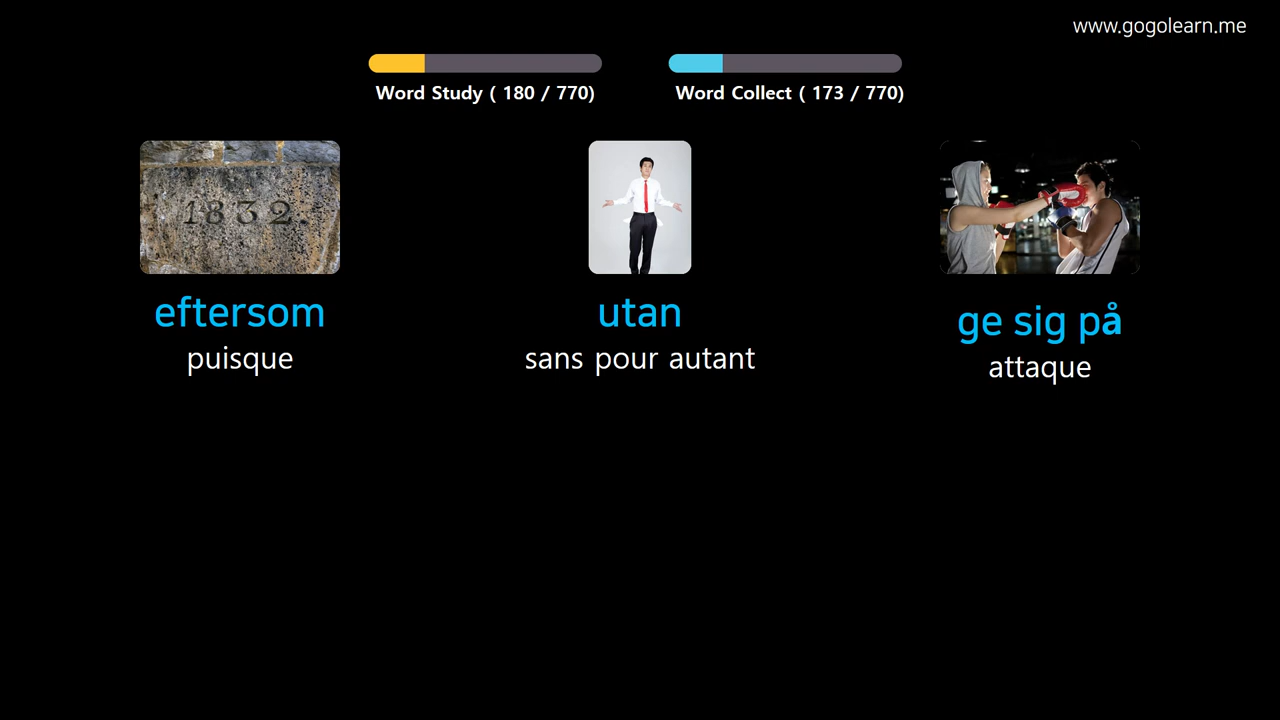 www.gogolearn.me
Word Study ( 180 / 770)
Word Collect ( 173 / 770)
1832.
eftersom
utan
ge sig på
puisque
sans pour autant
attaque